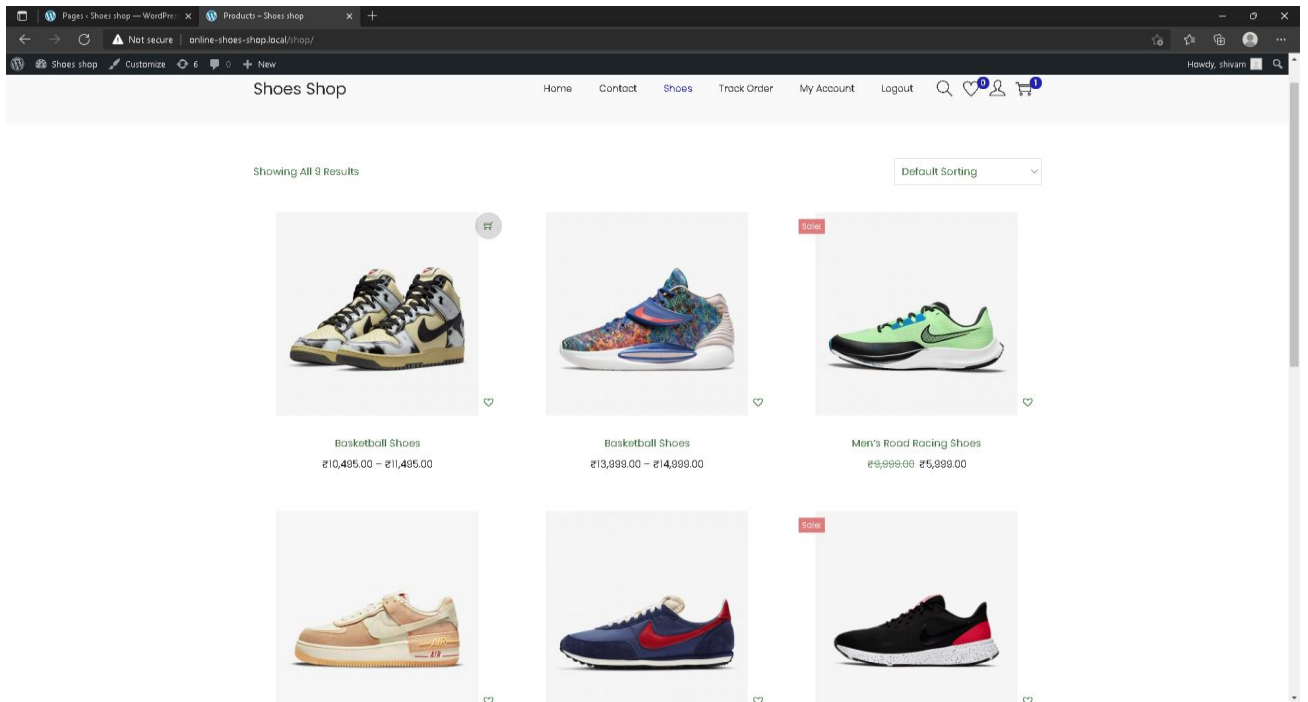 Pages ‹ Shoes shop — WordPre
Products – Shoes shop
Not secure
online-shoes-shop.local/shop/
Shoes shop
Customize
6
0
New
Howdy, shivam
Shoes Shop
Home
Contact
Shoes
Track Order
My Account
Logout
0
1
Showing All 9 Results
Default Sorting
Sale!
Basketball Shoes
Basketball Shoes
Men's Road Racing Shoes
₹10,495.00 – ₹11,495.00
₹13,999.00 – ₹14,999.00
₹9,999.00 ₹5,999.00
Sale!
AIR
AIR